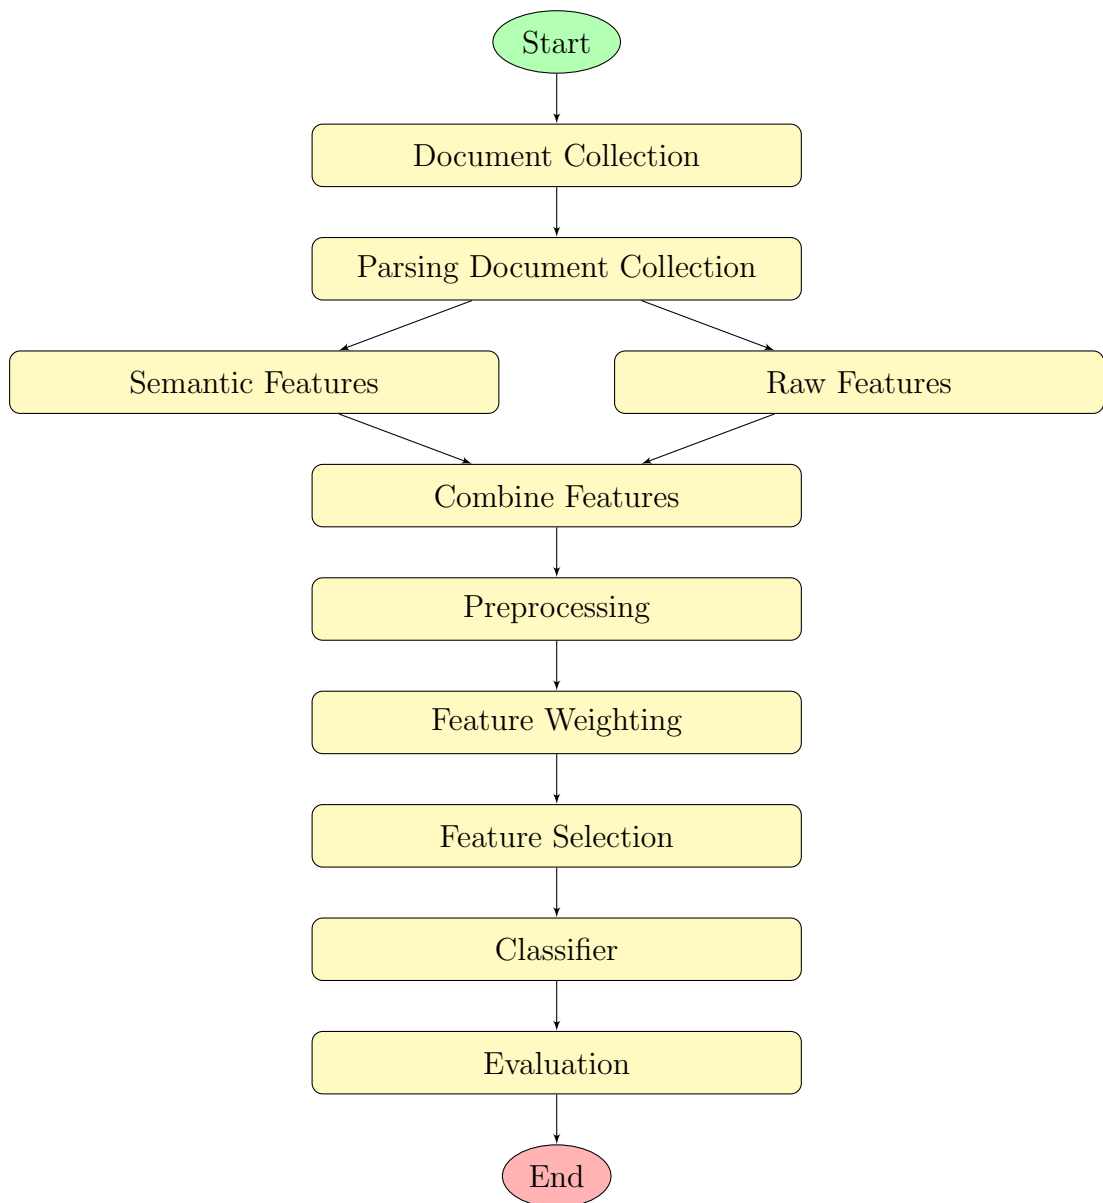 Start
Document Collection
Parsing Document Collection
Semantic Features
Raw Features
Combine Features
Preprocessing
Feature Weighting
Feature Selection
Classifier
Evaluation
End